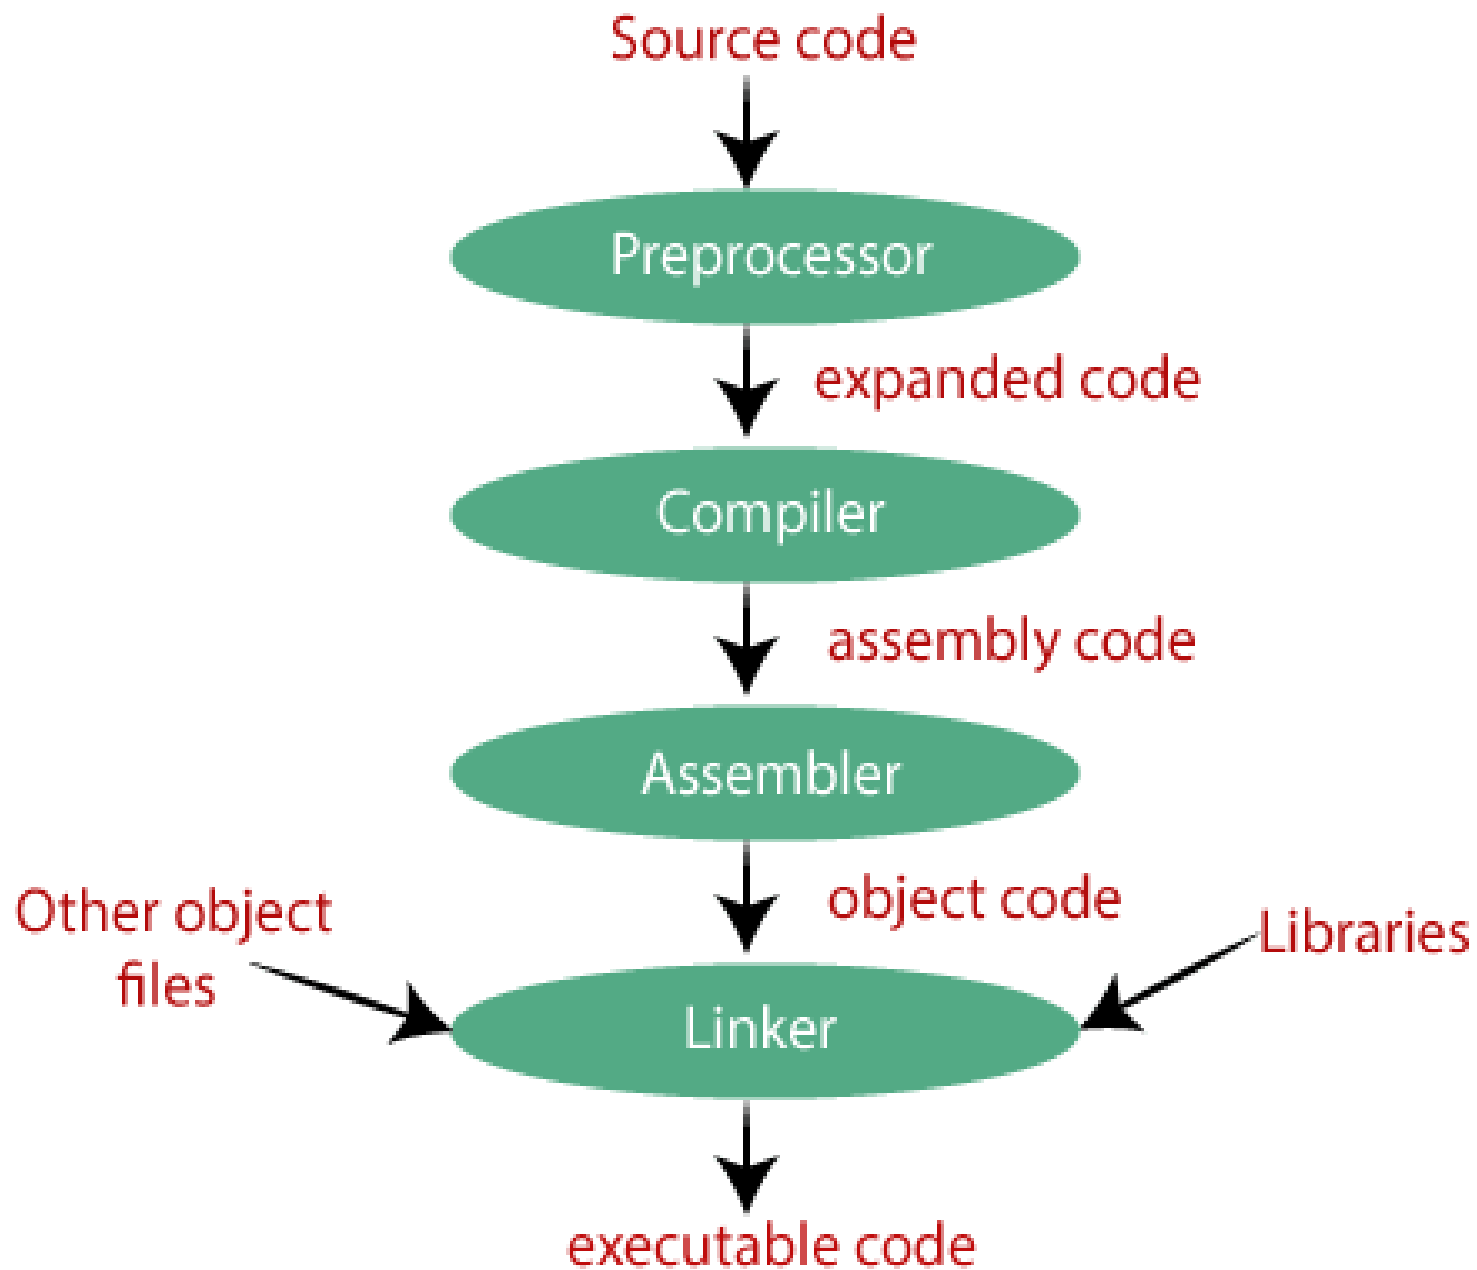 Source code
Preprocessor
expanded code
Compiler
assembly code
Assembler
object code
Other object
files
Libraries
Linker
executable code